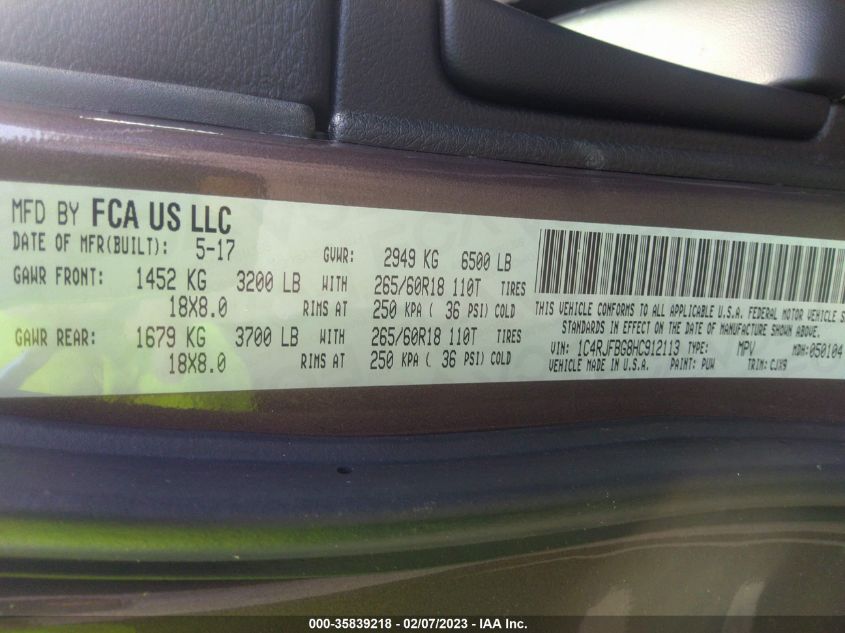 MFD BY FCA US LLC
DATE OF MFR(BUILT): 5-17 GVWR: 2949 KG 6500 LB
GAWR FRONT: 1452 KG 3200 LB WITH 265/60R18 110T TIRES
18X8.0 RIMS AT 250 KPA ( 36 PSI) COLD
GAWR REAR: 1679 KG 3700 LB WITH 265/60R18 110T TIRES
18X8.0 RIMS AT 250 KPA ( 36 PSI) COLD
THIS VEHICLE CONFORMS TO ALL APPLICABLE U.S.A. FEDERAL MOTOR VEHICLE S
STANDARDS IN EFFECT ON THE DATE OF MANUFACTURE SHOWN ABOVE.
VIN: 1C4RJFBG8HC912113 TYPE: MPV MDH:050104
VEHICLE MADE IN U.S.A. PAINT: PUW TRIM: CJX9
000-35839218 - 02/07/2023 - IAA Inc.